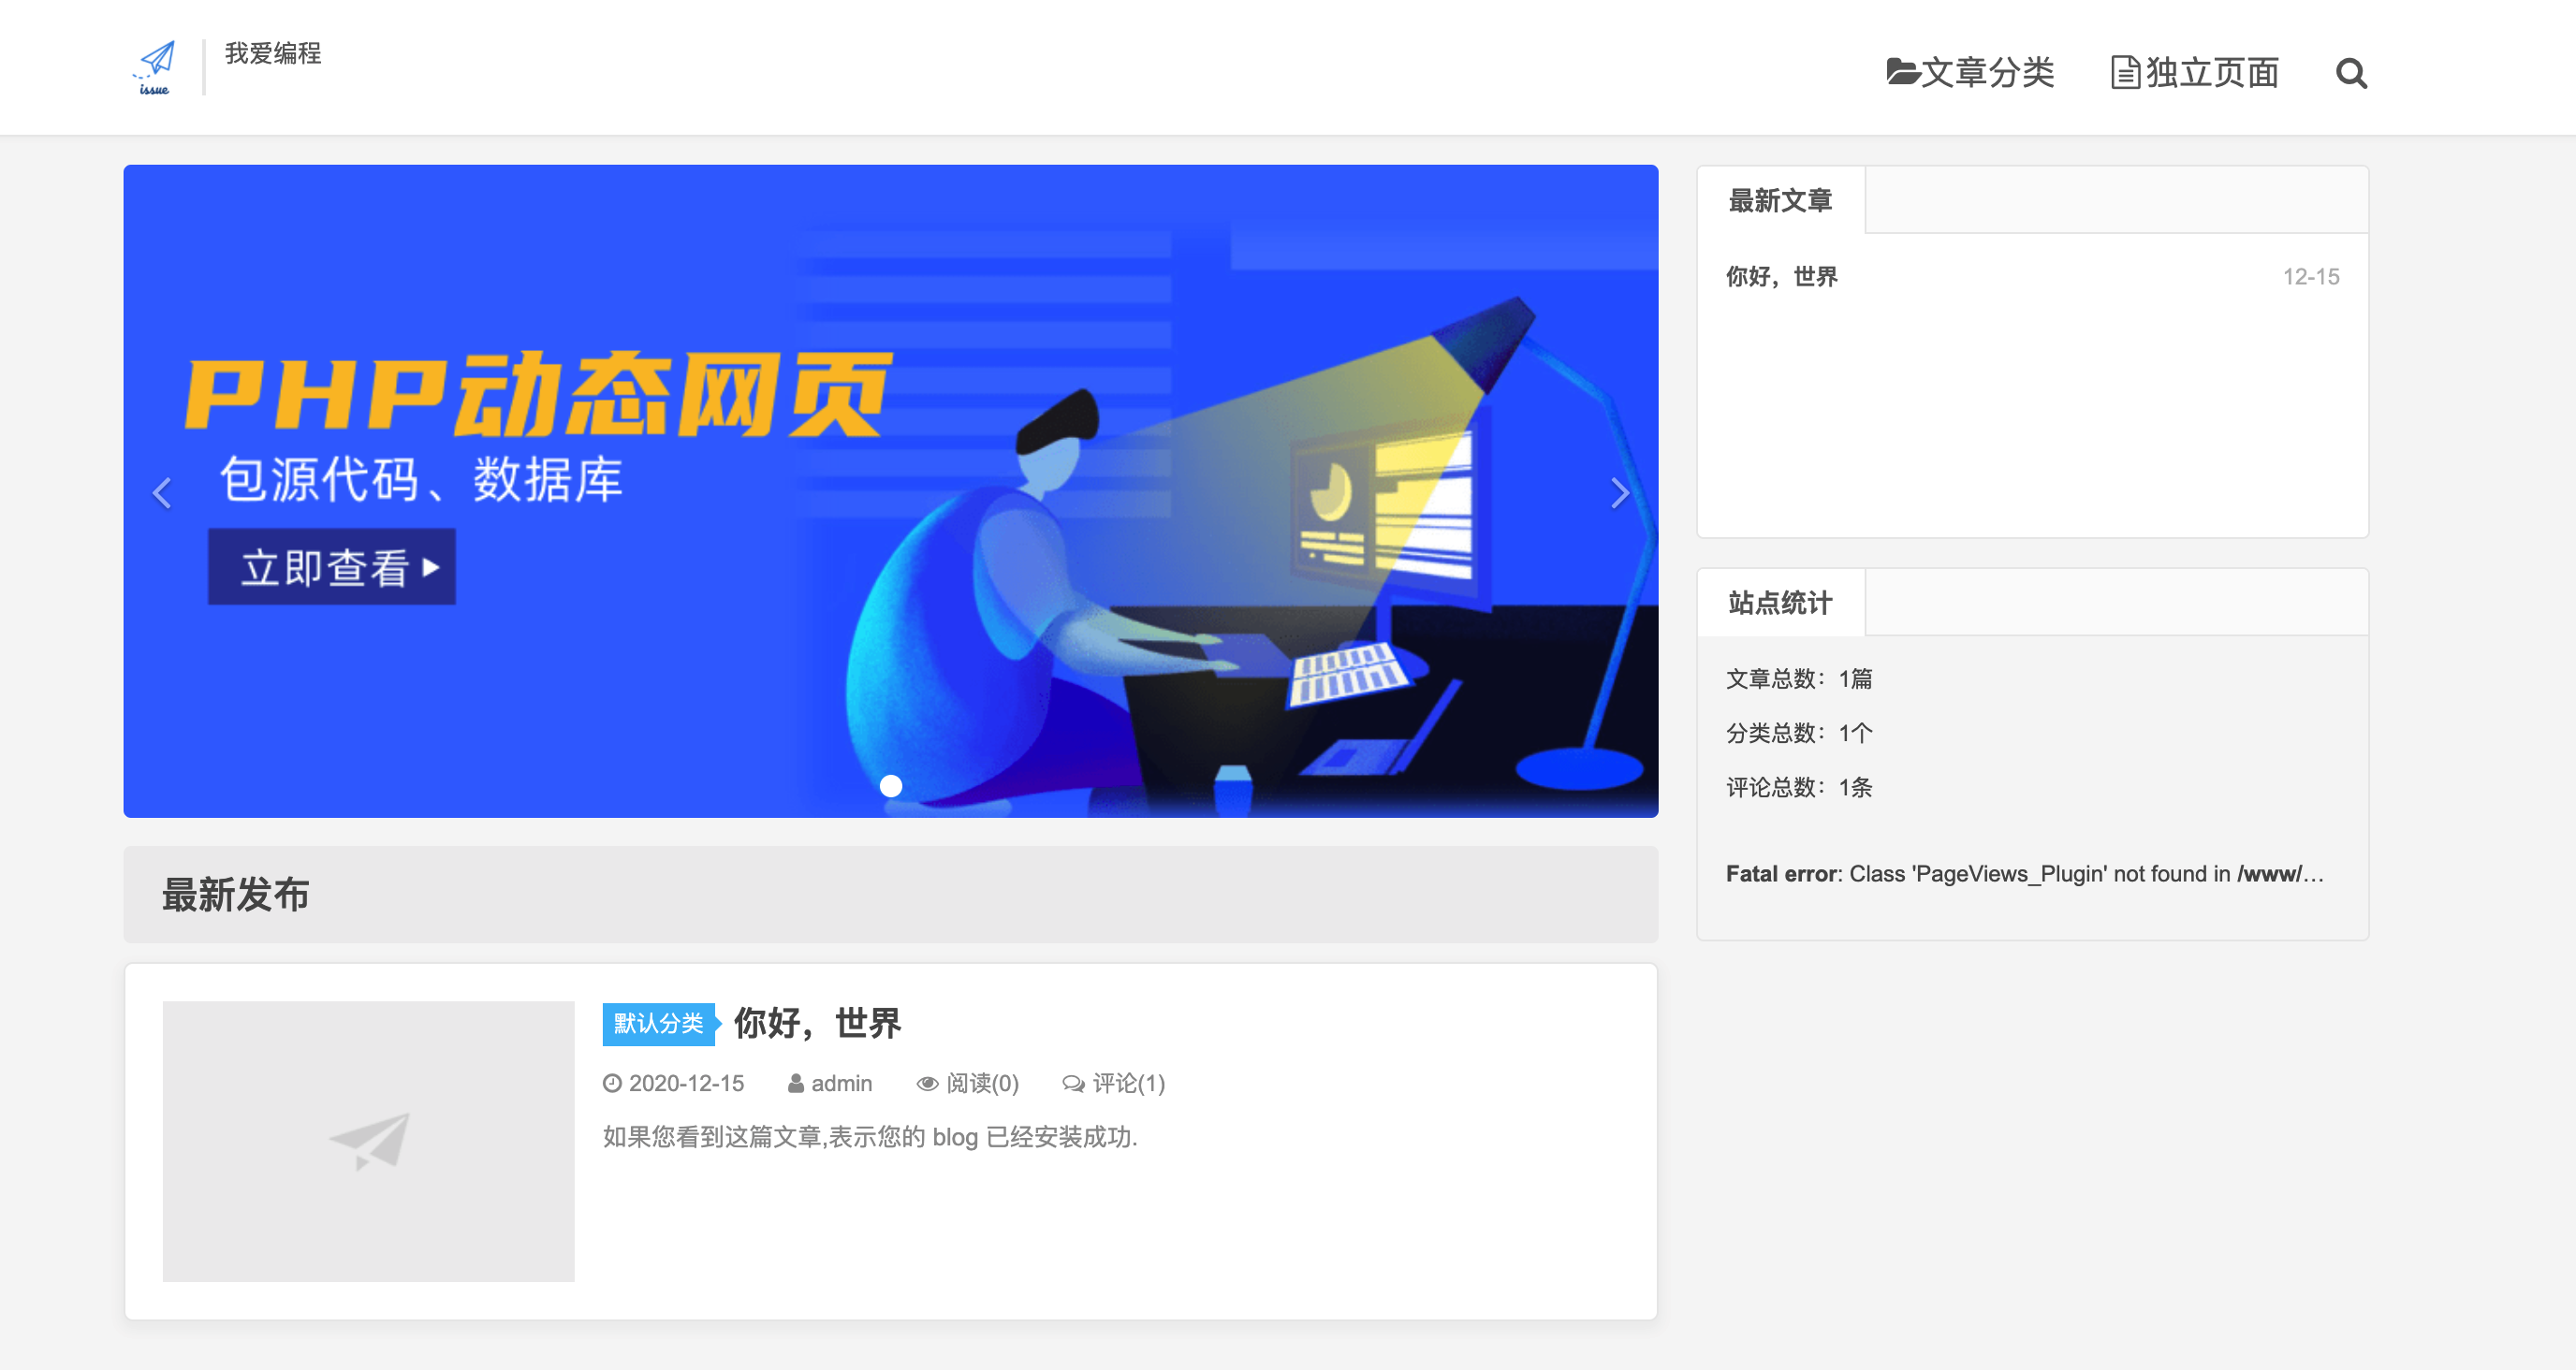 issue
我爱编程
文章分类
独立页面
PHP动态网页
包源代码、数据库
立即查看
最新发布
默认分类 你好，世界
2020-12-15 admin 阅读(0) 评论(1)
如果您看到这篇文章,表示您的 blog 已经安装成功.
最新文章
你好，世界 12-15
站点统计
文章总数：1篇
分类总数：1个
评论总数：1条
Fatal error: Class 'PageViews_Plugin' not found in /www/…